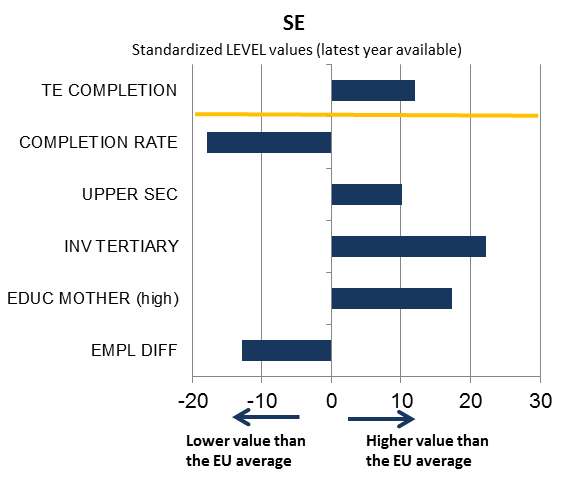 SE
Standardized LEVEL values (latest year available)
TE COMPLETION
COMPLETION RATE
UPPER SEC
INV TERTIARY
EDUC MOTHER (high)
EMPL DIFF
-20 -10 0 10 20 30
Lower value than
the EU average
Higher value than
the EU average